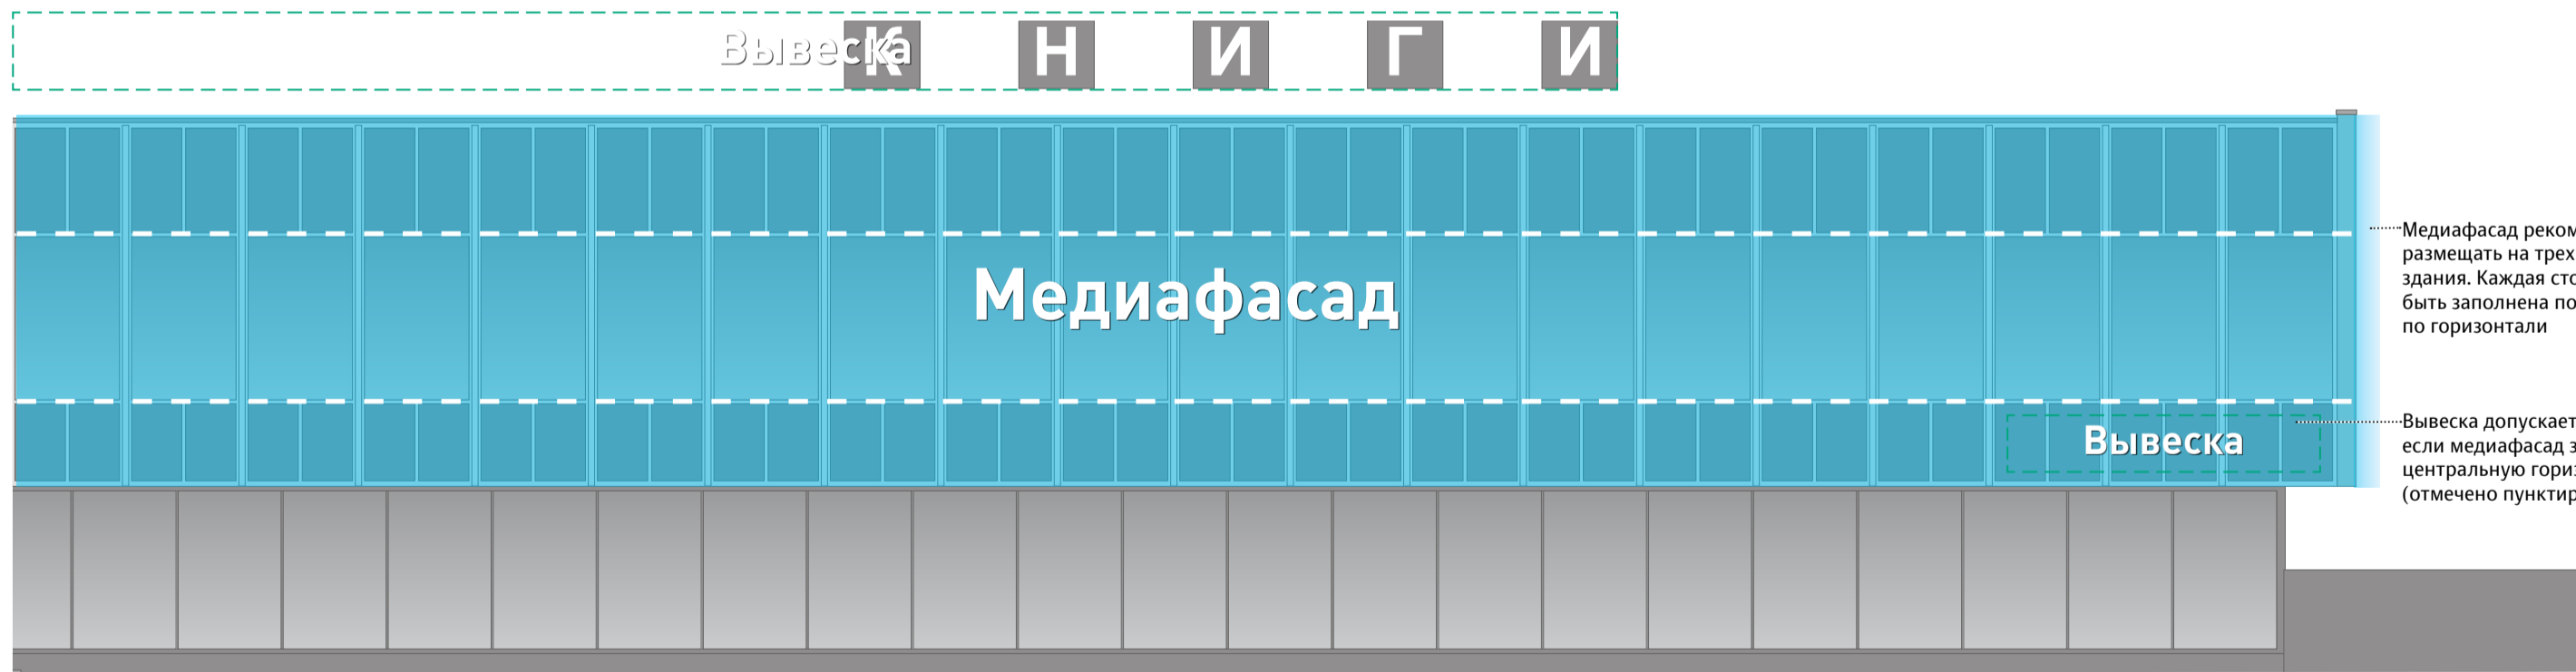 Вывеска
К Н И Г И
Медиафасад
Медиафасад реком
размещать на трех
здания. Каждая сто
быть заполнена по
по горизонтали
Вывеска
Вывеска допускает
если медиафасад з
центральную гориз
(отмечено пунктир